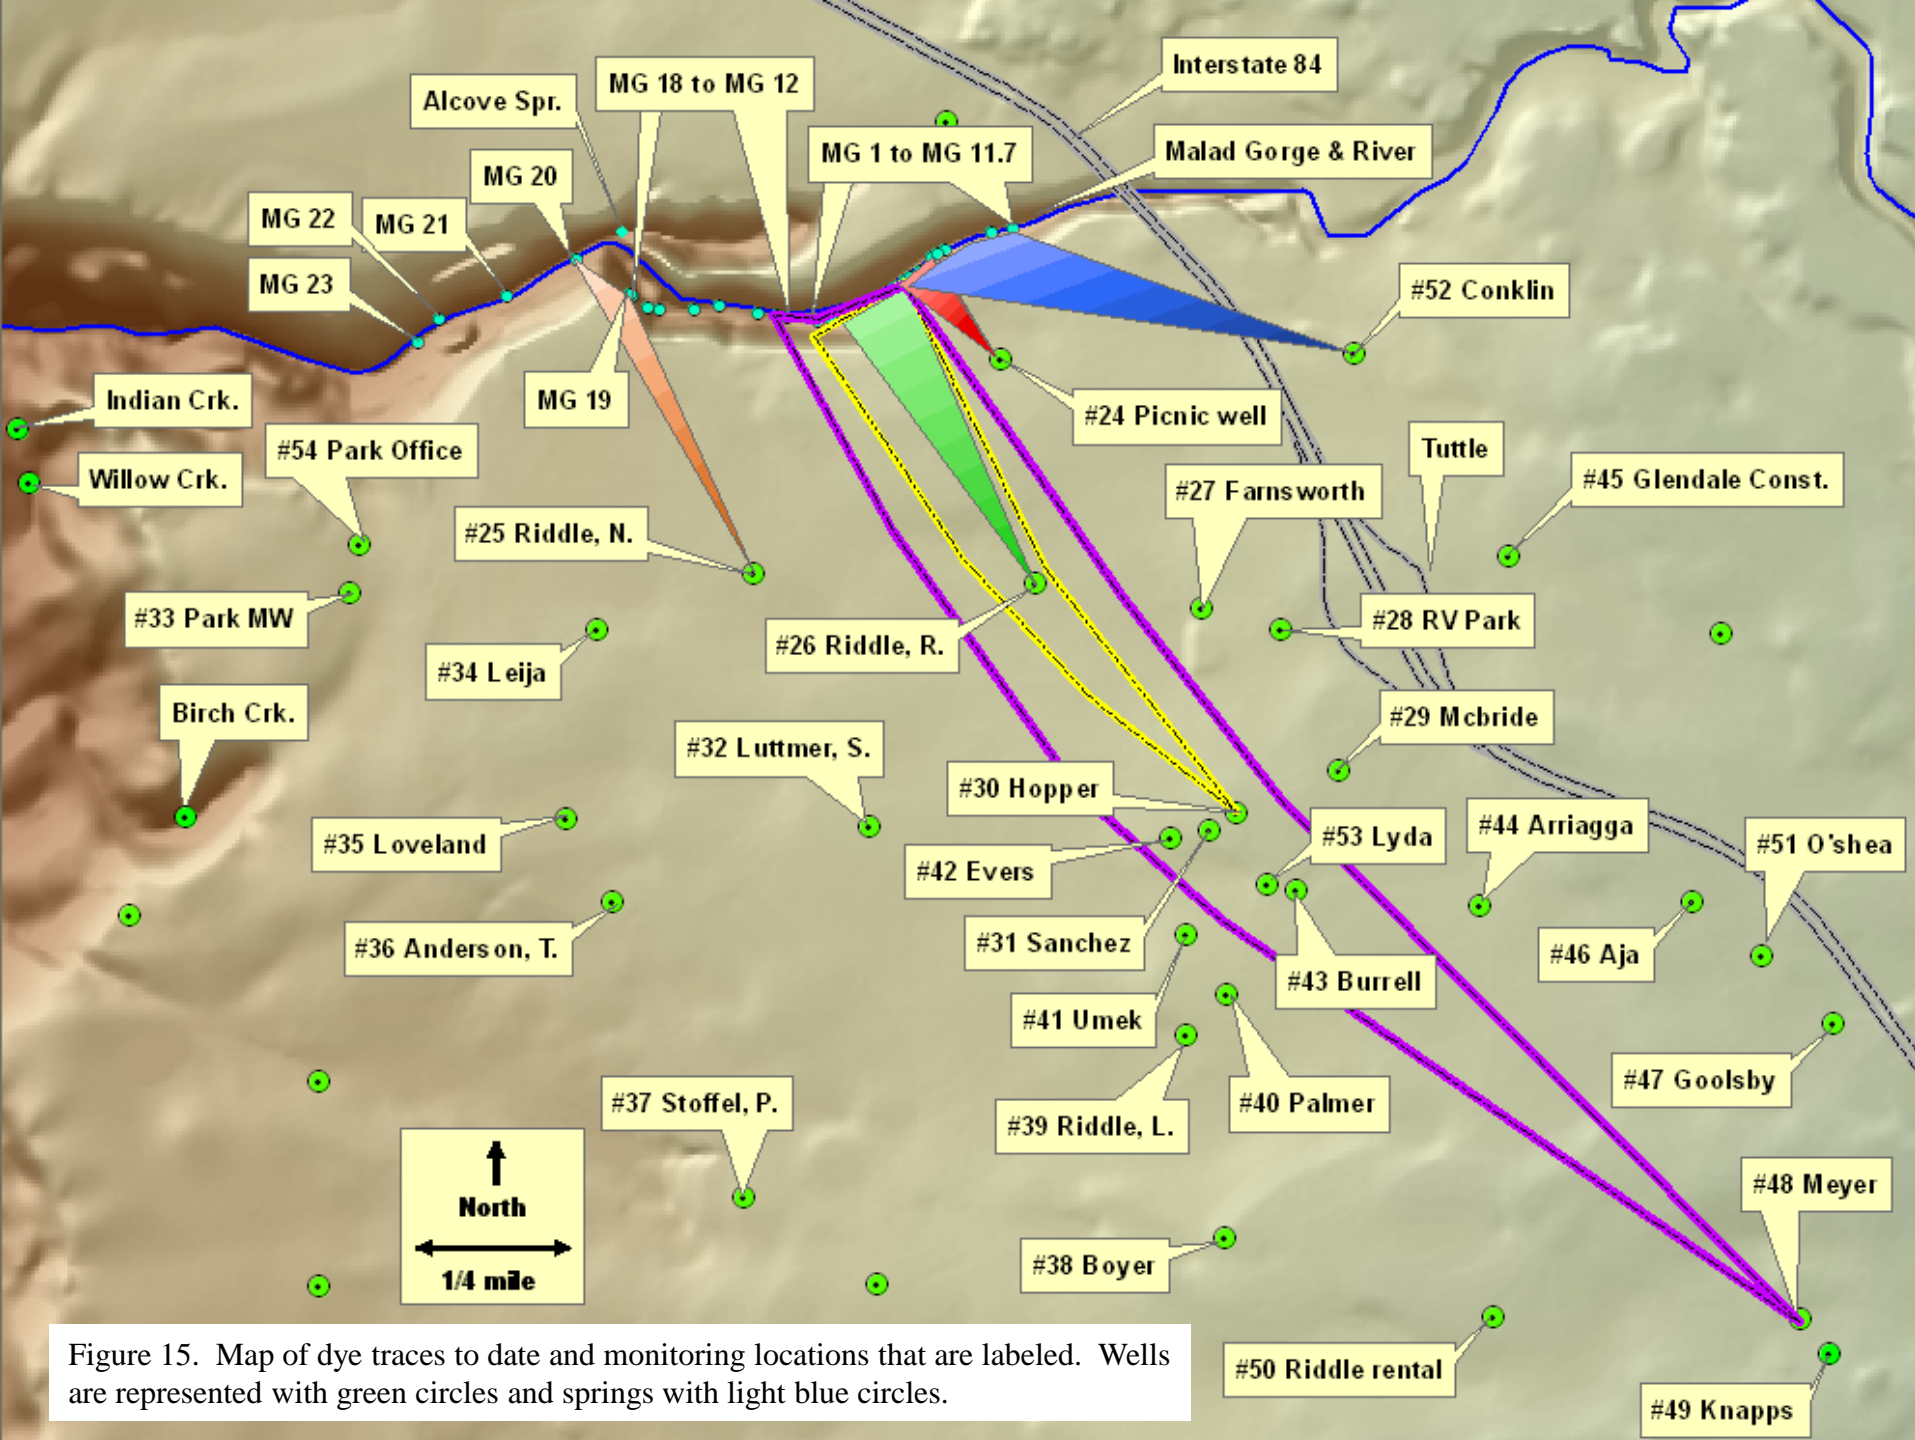 Interstate 84
MG 18 to MG 12
Alcove Spr.
MG 1 to MG 11.7
Malad Gorge & River
MG 20
MG 22
MG 21
MG 23
#52 Conklin
Indian Crk.
MG 19
#24 Picnic well
#54 Park Office
Tuttle
Willow Crk.
#27 Farnsworth
#45 Glendale Const.
#25 Riddle, N.
#33 Park MW
#28 RV Park
#26 Riddle, R.
#34 Leija
Birch Crk.
#29 Mcbride
#32 Luttmer, S.
#30 Hopper
#35 Loveland
#53 Lyda
#44 Arriagga
#51 O'shea
#42 Evers
#36 Anderson, T.
#31 Sanchez
#46 Aja
#43 Burrell
#41 Umek
#47 Goolsby
#37 Stoffel, P.
#40 Palmer
#39 Riddle, L.
#48 Meyer
North
1/4 mile
#38 Boyer
#50 Riddle rental
#49 Knapps
Figure 15. Map of dye traces to date and monitoring locations that are labeled. Wells
are represented with green circles and springs with light blue circles.